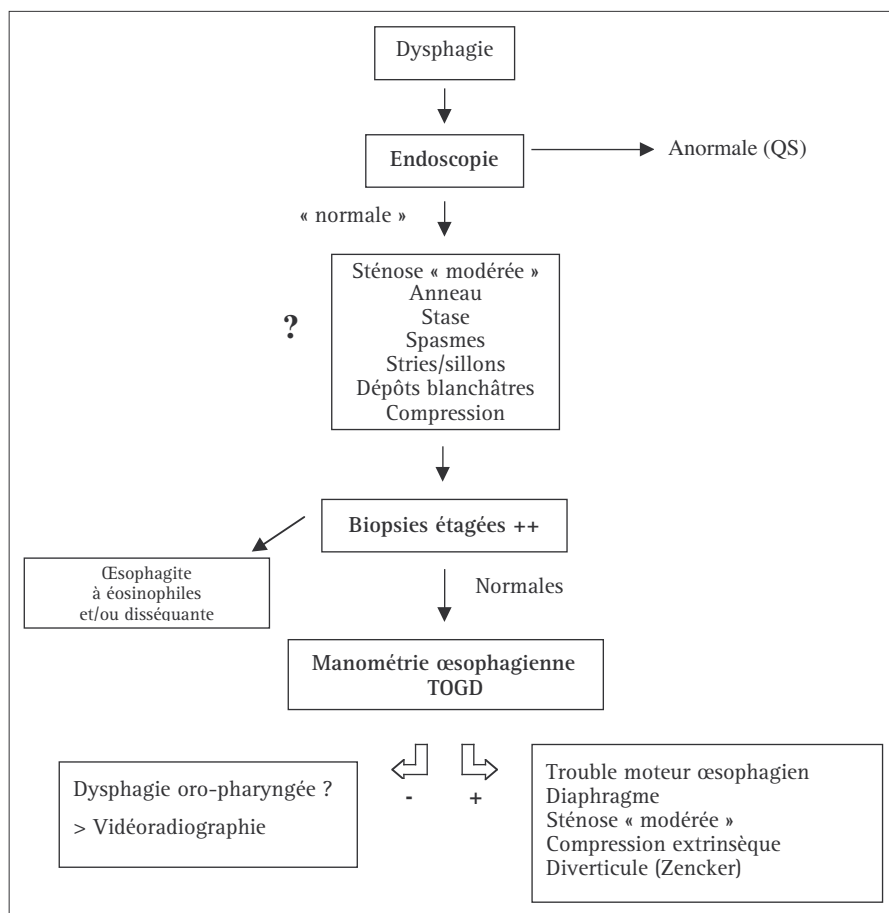 Dysphagie
Endoscopie
Anormale (QS)
« normale »
Sténose « modérée »
Anneau
Stase
?
Spasmes
Stries/sillons
Dépôts blanchâtres
Compression
Biopsies étagées ++
Œsophagite
à éosinophiles
et/ou disséquante
Normales
Manométrie œsophagienne
TOGD
Dysphagie oro-pharyngée ?
> Vidéoradiographie
-
+
Trouble moteur œsophagien
Diaphragme
Sténose « modérée »
Compression extrinsèque
Diverticule (Zencker)